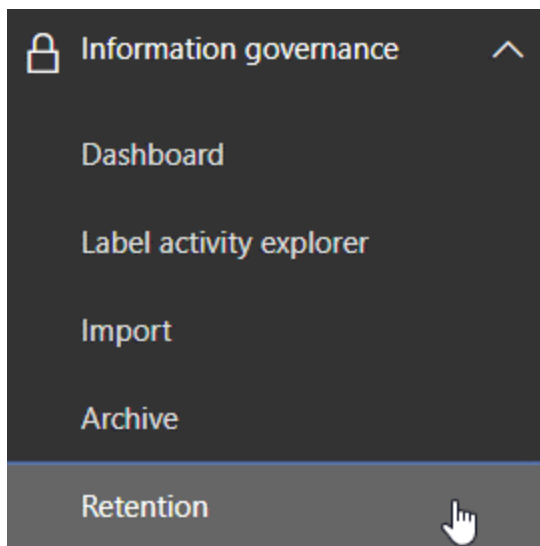 Information governance
Dashboard
Label activity explorer
Import
Archive
Retention